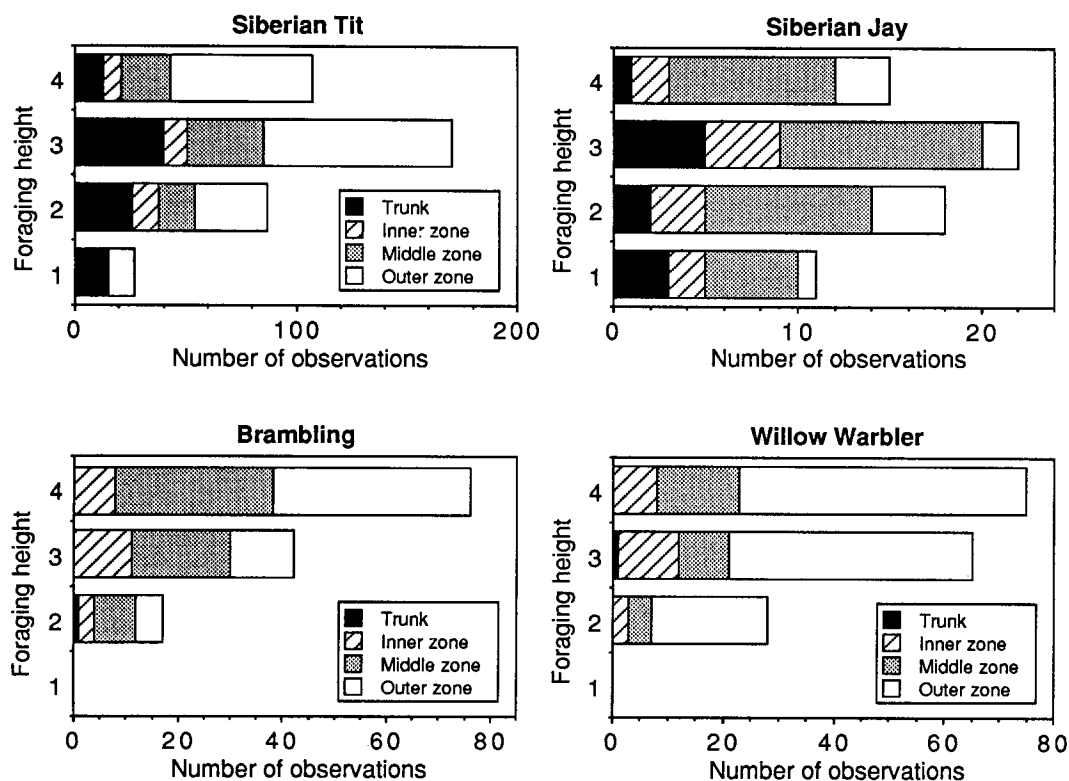 Siberian Tit
Foraging height
4
3
2
1
Trunk
Inner zone
Middle zone
Outer zone
0 100 200
Number of observations
Siberian Jay
Foraging height
4
3
2
1
0 10 20
Number of observations
Brambling
Foraging height
4
3
2
1
Trunk
Inner zone
Middle zone
Outer zone
0 20 40 60 80
Number of observations
Willow Warbler
Foraging height
4
3
2
1
Trunk
Inner zone
Middle zone
Outer zone
0 20 40 60 80
Number of observations